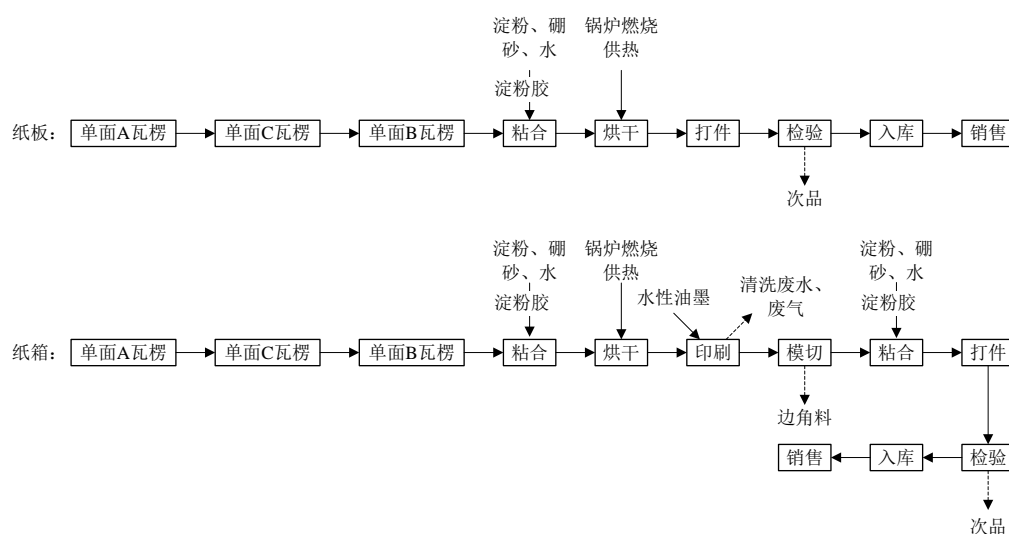 淀粉、硼
砂、水
锅炉燃烧
供热
淀粉胶
纸板：
单面A瓦楞
单面C瓦楞
单面B瓦楞
粘合
烘干
打件
检验
入库
销售
次品
淀粉、硼
砂、水
锅炉燃烧
供热
淀粉胶
水性油墨
清洗废水、
废气
淀粉、硼
砂、水
淀粉胶
纸箱：
单面A瓦楞
单面C瓦楞
单面B瓦楞
粘合
烘干
印刷
模切
粘合
打件
边角料
销售
入库
检验
次品